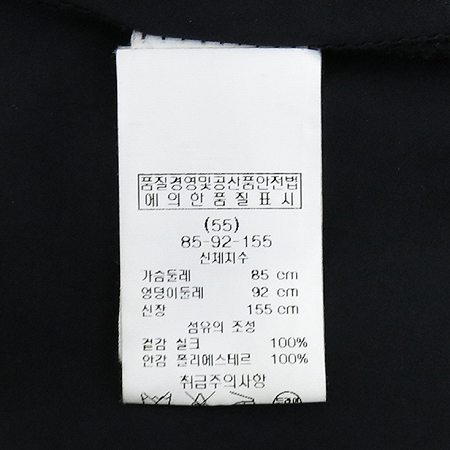 품질경영및공산품안전법
에 의 한 품 질 표 시
(55)
85-92-155
신체치수
가슴둘레 85 cm
엉덩이둘레 92 cm
신장 155 cm
섬유의 조성
겉감 실크 100%
안감 폴리에스테르 100%
취급주의사항